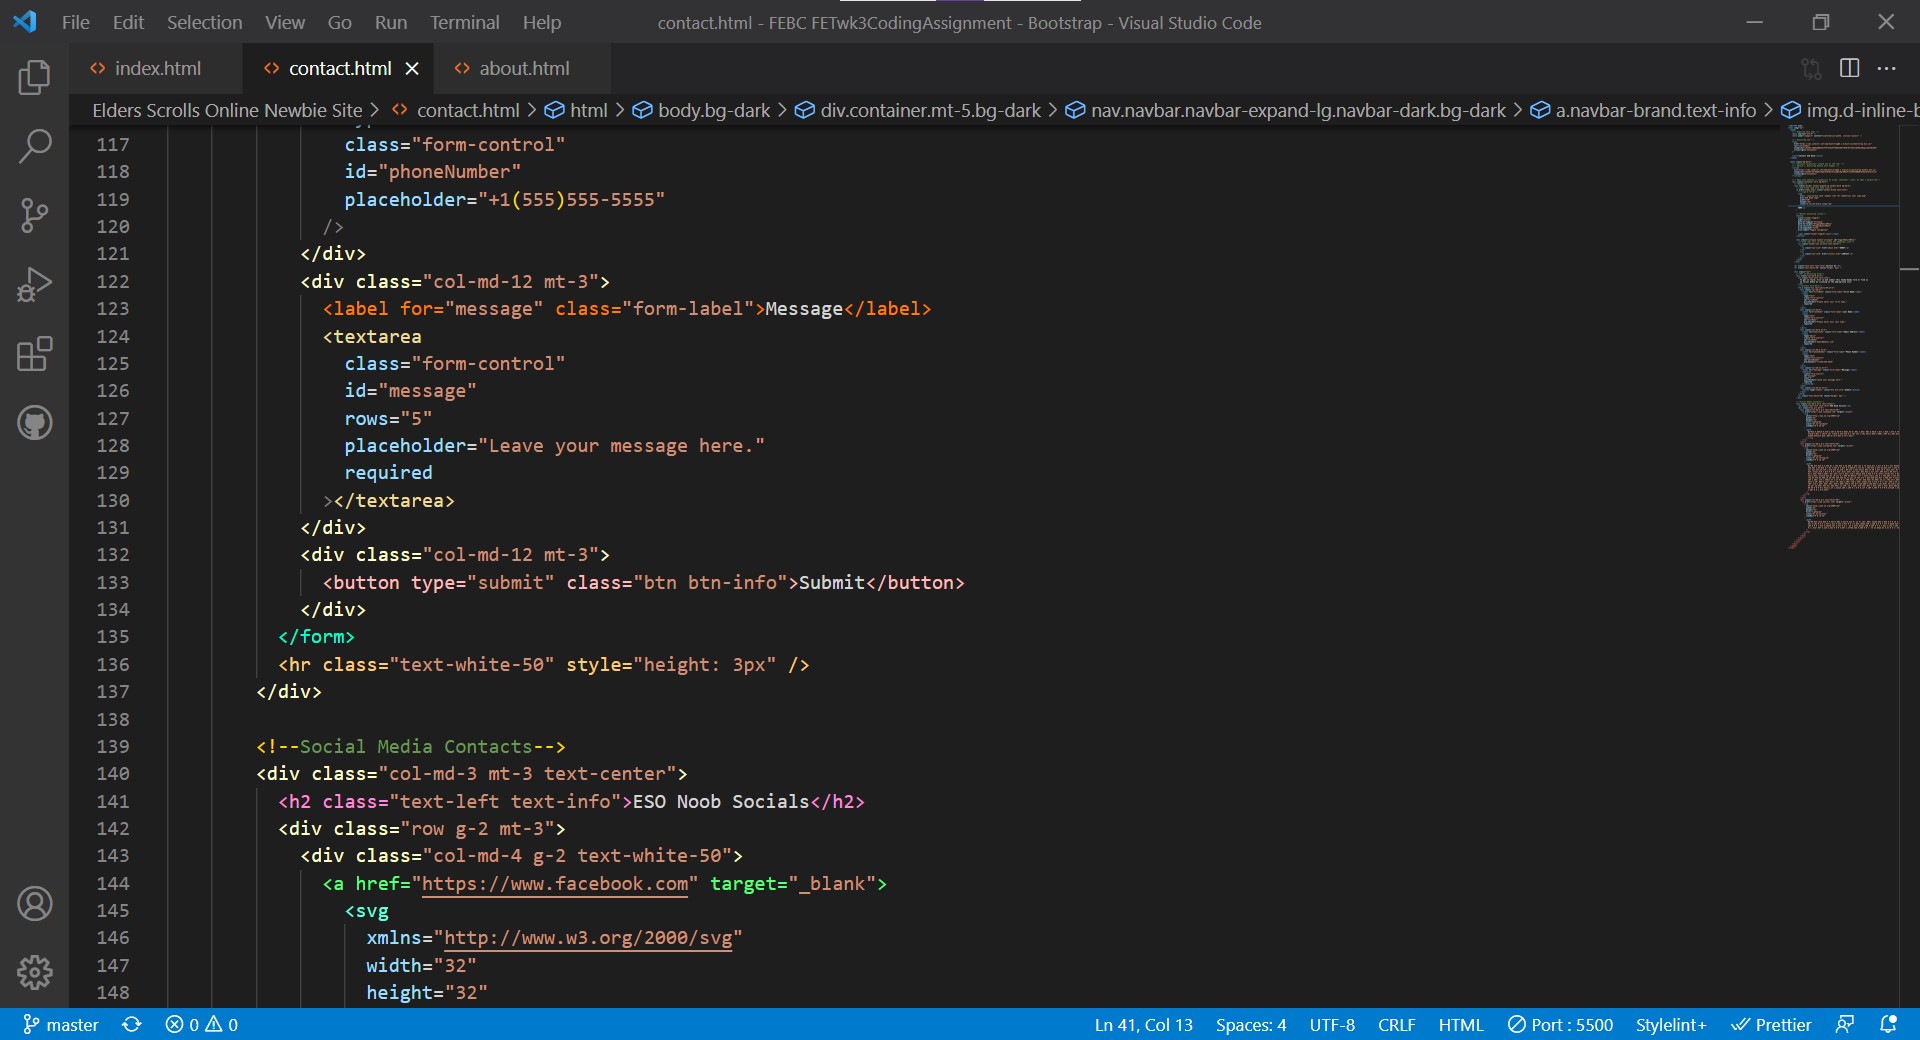 File Edit Selection View Go Run Terminal Help
contact.html - FEBC FETwk3CodingAssignment - Bootstrap - Visual Studio Code
index.html
contact.html
about.html
Elders Scrolls Online Newbie Site > contact.html > html > body.bg-dark > div.container.mt-5.bg-dark > nav.navbar.navbar-expand-lg.navbar-dark.bg-dark > a.navbar-brand.text-info > img.d-inline-b
117 class="form-control"
118 id="phoneNumber"
119 placeholder="+1(555)555-5555"
120 />
121 </div>
122 <div class="col-md-12 mt-3">
123 <label for="message" class="form-label">Message</label>
124 <textarea
125 class="form-control"
126 id="message"
127 rows="5"
128 placeholder="Leave your message here."
129 required
130 ></textarea>
131 </div>
132 <div class="col-md-12 mt-3">
133 <button type="submit" class="btn btn-info">Submit</button>
134 </div>
135 </form>
136 <hr class="text-white-50" style="height: 3px" />
137 </div>
138
139 <!--Social Media Contacts-->
140 <div class="col-md-3 mt-3 text-center">
141 <h2 class="text-left text-info">ESO Noob Socials</h2>
142 <div class="row g-2 mt-3">
143 <div class="col-md-4 g-2 text-white-50">
144 <a href="https://www.facebook.com" target="_blank">
145 <svg
146 xmlns="http://www.w3.org/2000/svg"
147 width="32"
148 height="32"
master 0 0 Ln 41, Col 13 Spaces: 4 UTF-8 CRLF HTML Port : 5500 Stylelint+ Prettier